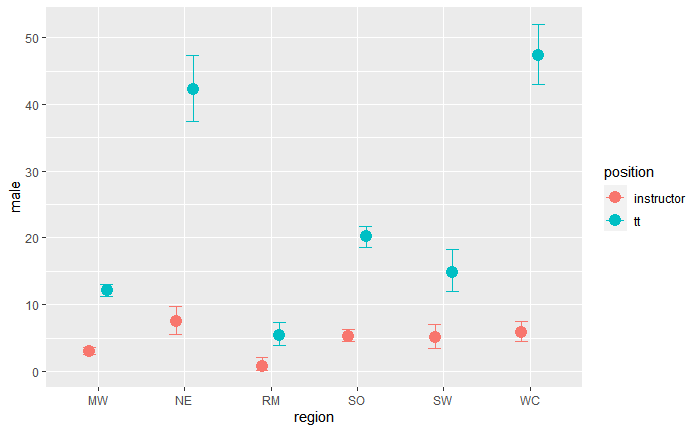 50
40
30
20
10
0
male
MW NE RM SO SW WC
region
position
instructor
tt